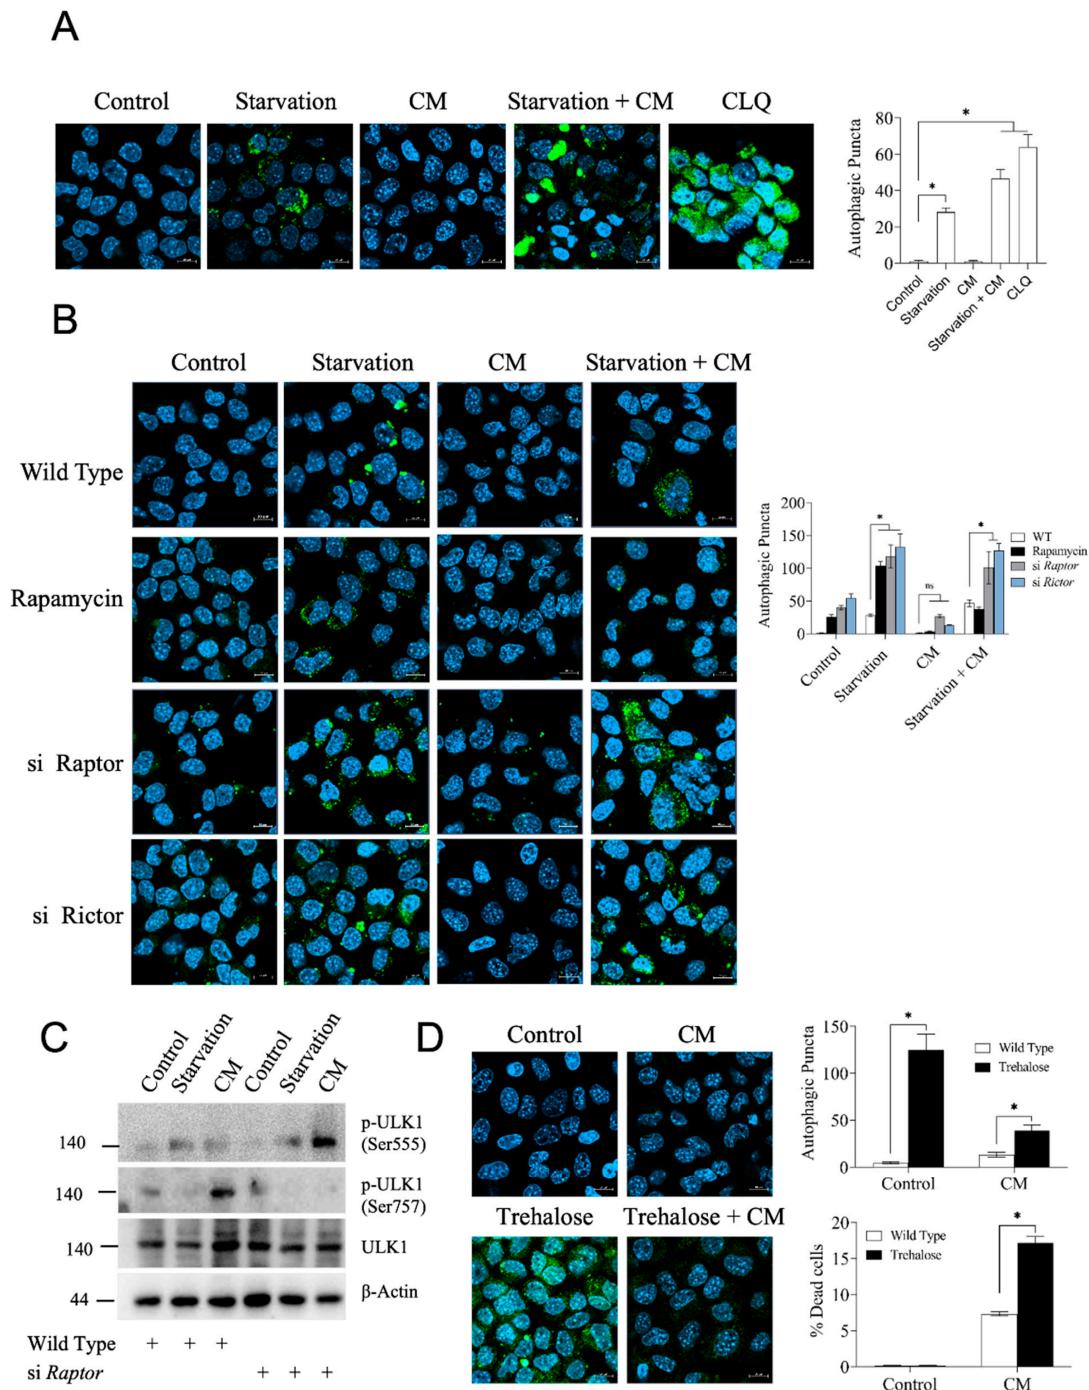 A
Control Starvation CM Starvation + CM CLQ
Autophagic Puncta
80
60
40
20
0
*
*
Control
Starvation
CM
Starvation + CM
CLQ
B
Control Starvation CM Starvation + CM
Wild Type
Rapamycin
si Raptor
si Rictor
Autophagic Puncta
200
150
100
50
0
*
ns
*
WT
Rapamycin
si Raptor
si Rictor
Control
Starvation
CM
Starvation + CM
C
Control Starvation CM Control Starvation CM
140
p-ULK1
(Ser555)
140
p-ULK1
(Ser757)
140
ULK1
44
β-Actin
Wild Type + + +
si Raptor + + +
D
Control CM
Trehalose Trehalose + CM
Autophagic Puncta
150
100
50
0
*
*
Wild Type
Trehalose
Control CM
% Dead cells
20
15
10
5
0
*
Wild Type
Trehalose
Control CM